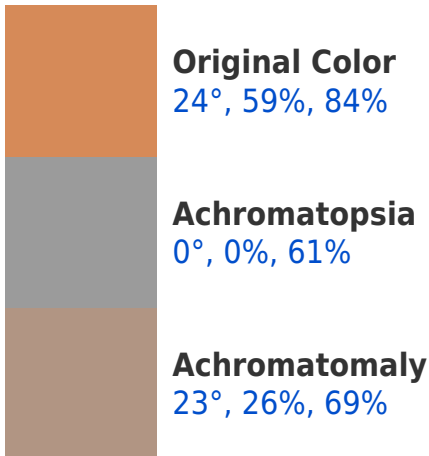 Original Color
24°, 59%, 84%
Achromatopsia
0°, 0%, 61%
Achromatomaly
23°, 26%, 69%